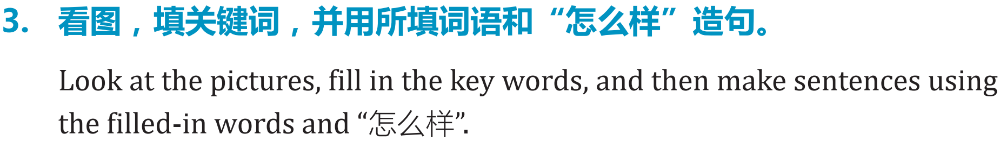 3. 看图，填关键词，并用所填词语和“怎么样”造句。
Look at the pictures, fill in the key words, and then make sentences using
the filled-in words and “怎么样”.